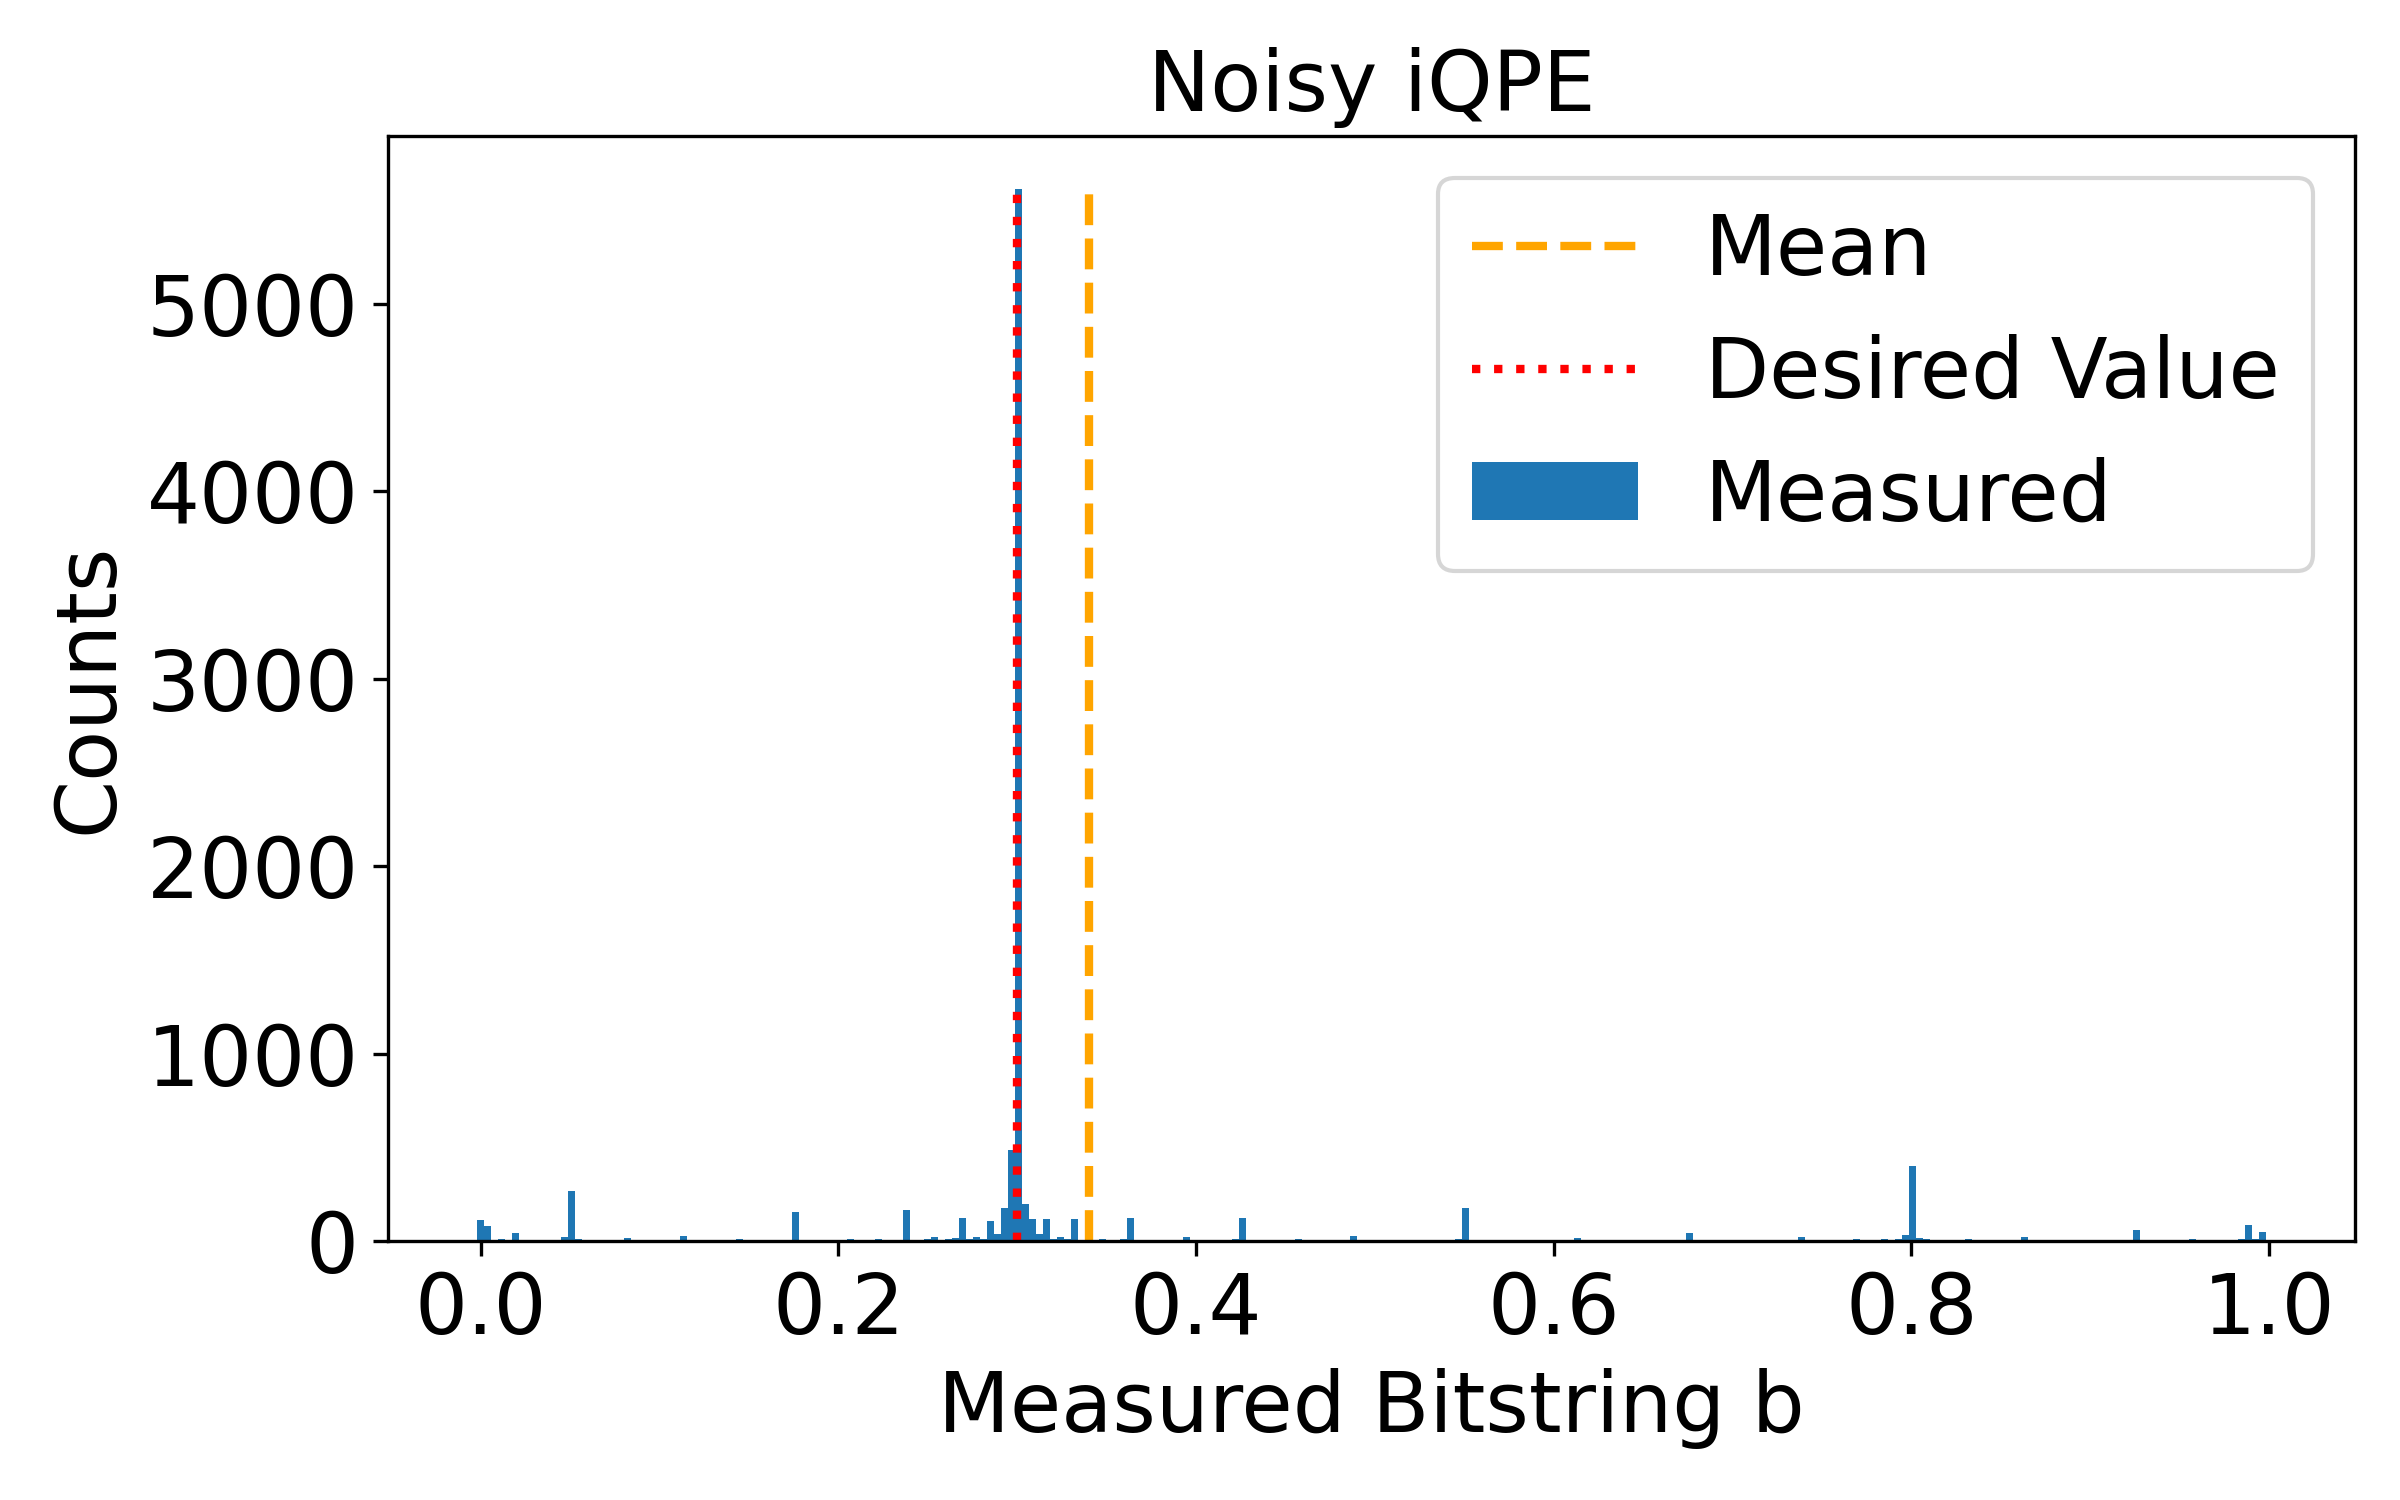 Noisy iQPE
Mean
Desired Value
Measured
Counts
5000
4000
3000
2000
1000
0
0.0 0.2 0.4 0.6 0.8 1.0
Measured Bitstring b